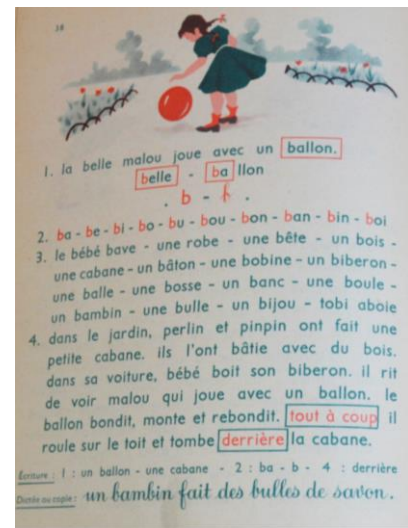 38
1. la belle malou joue avec un ballon.
belle - ba llon
. b - b .
2. ba - be - bi - bo - bu - bou - bon - ban - bin - boi
3. le bébé bave - une robe - une bête - un bois -
une cabane - un bâton - une bobine - un biberon -
une balle - une bosse - un banc - une boule -
un bambin - une bulle - un bijou - tobi aboie
4. dans le jardin, perlin et pinpin ont fait une
petite cabane. ils l'ont bâtie avec du bois.
dans sa voiture, bébé boit son biberon. il rit
de voir malou qui joue avec un ballon. le
ballon bondit, monte et rebondit. tout à coup il
roule sur le toit et tombe derrière la cabane.
Écriture : 1 : un ballon - une cabane - 2 : ba - b - 4 : derrière
Dictée ou copie : un bambin fait des bulles de savon.